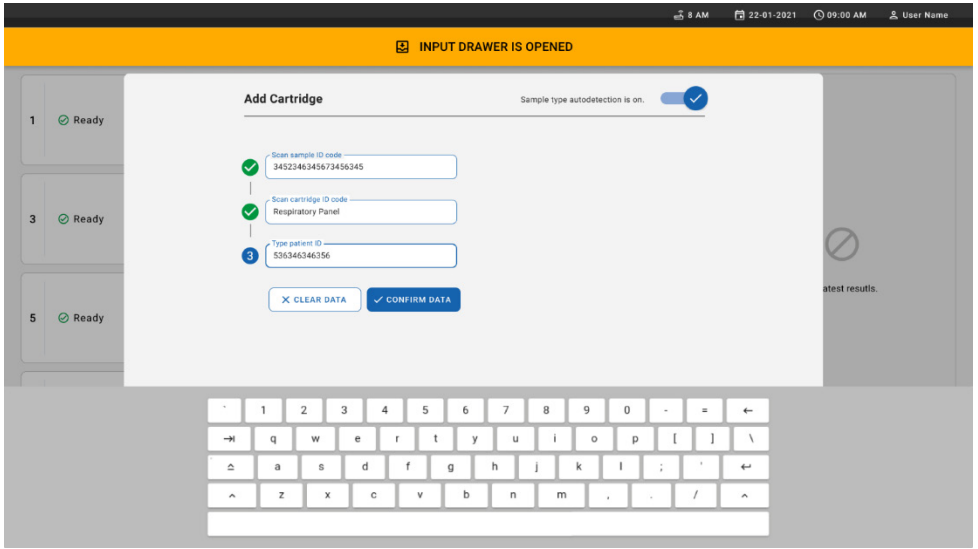 8 AM 22-01-2021 09:00 AM User Name
INPUT DRAWER IS OPENED
Add Cartridge
Sample type autodetection is on.
1 Ready
Scan sample ID code
3452346345673456345
Scan cartridge ID code
Respiratory Panel
3 Ready
Type patient ID
3 536346346356
CLEAR DATA CONFIRM DATA
atest resutls.
5 Ready
` 1 2 3 4 5 6 7 8 9 0 - =
q w e r t y u i o p [ ] \
a s d f g h j k l ; '
z x c v b n m , . /